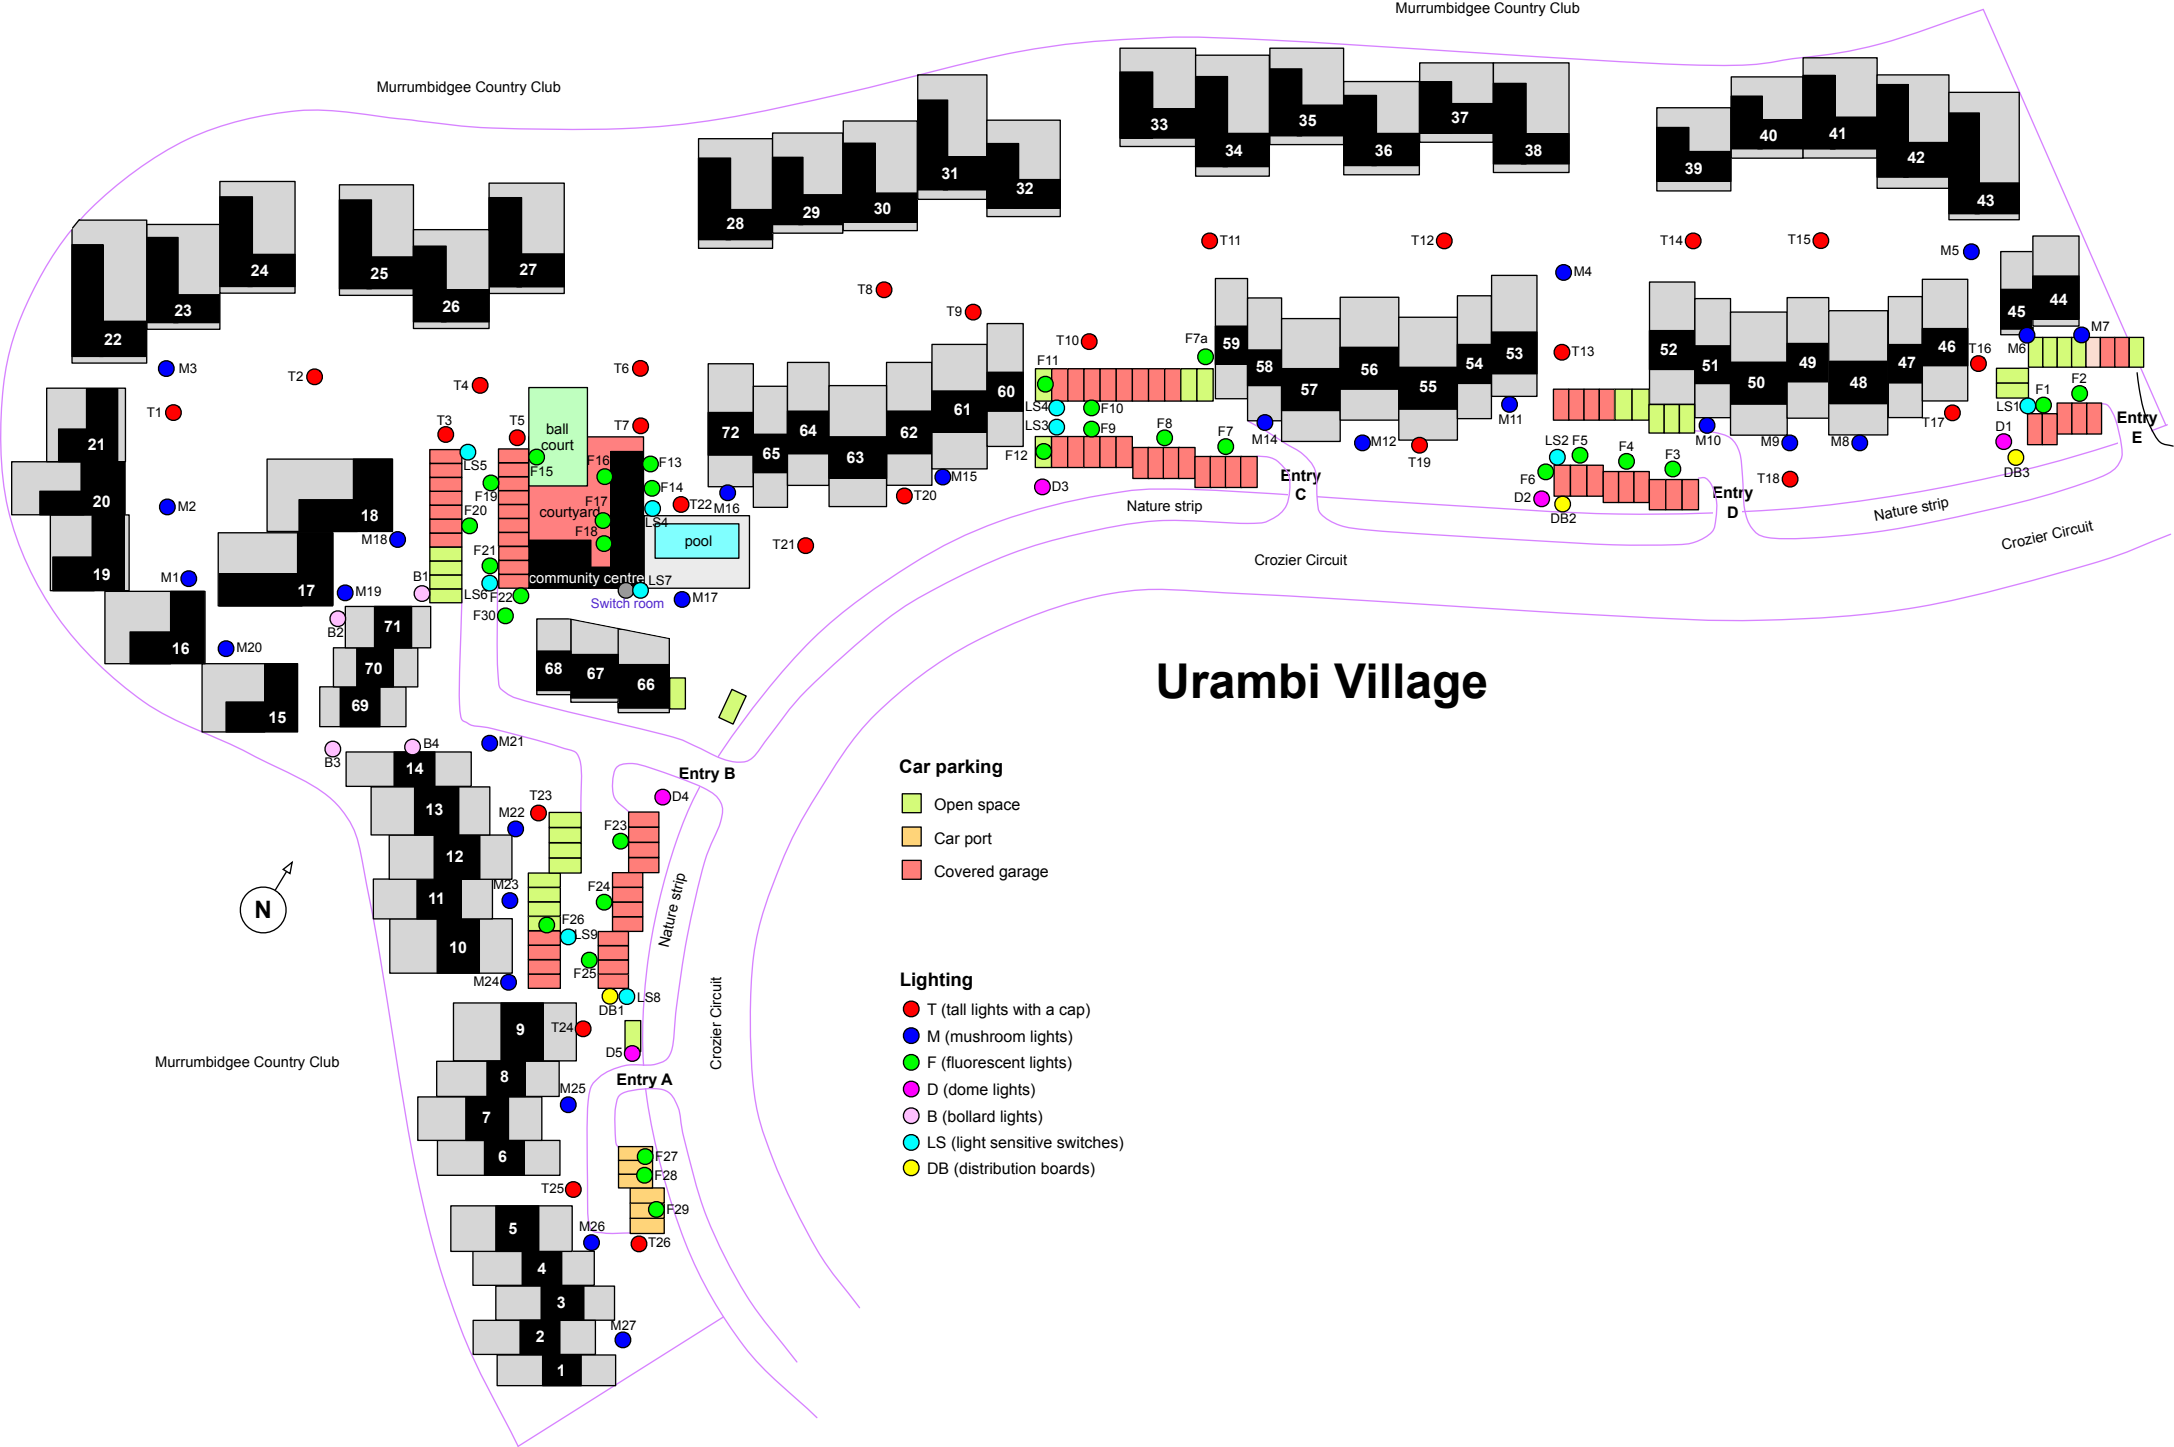 Murrumbidgee Country Club
Murrumbidgee Country Club
33
34
35
36
37
38
39
40
41
42
43
28
29
30
31
32
22
23
24
25
26
27
T11
T12
T14
T15
M5
M4
T8
T9
T10
F7a
F11
59
58
57
56
55
54
53
T13
52
51
50
49
48
47
46
T16
45
44
M6
M7
M3
T2
T4
T6
T1
T3
T5
T7
ball
court
72
65
64
63
62
61
60
LS4
F10
LS3
F9
F8
F7
F12
M14
M12
T19
M11
M10
M9
M8
T17
LS1
F1
F2
Entry
E
D1
DB3
21
20
19
M2
M1
18
17
M18
M19
LS5
F19
F20
F21
LS6
F22
F30
B1
B2
F15
F16
F17
F18
courtyard
community centre
F13
F14
LS4
T22
pool
LS7
Switch room
M17
M16
M15
T20
T21
D3
Entry
C
Nature strip
LS2
F5
F4
F3
F6
D2
DB2
Entry
D
T18
Nature strip
Crozier Circuit
Crozier Circuit
16
M20
15
71
70
69
68
67
66
Urambi Village
B3
B4
M21
Entry B
D4
14
13
12
11
10
T23
M22
M23
M24
F23
F24
F25
F26
LS9
DB1
LS8
Nature strip
Crozier Circuit
N
Car parking
Open space
Car port
Covered garage
Lighting
T (tall lights with a cap)
M (mushroom lights)
F (fluorescent lights)
D (dome lights)
B (bollard lights)
LS (light sensitive switches)
DB (distribution boards)
Murrumbidgee Country Club
9
8
7
6
T24
D5
Entry A
M25
F27
F28
F29
T25
T26
M26
5
4
3
2
1
M27